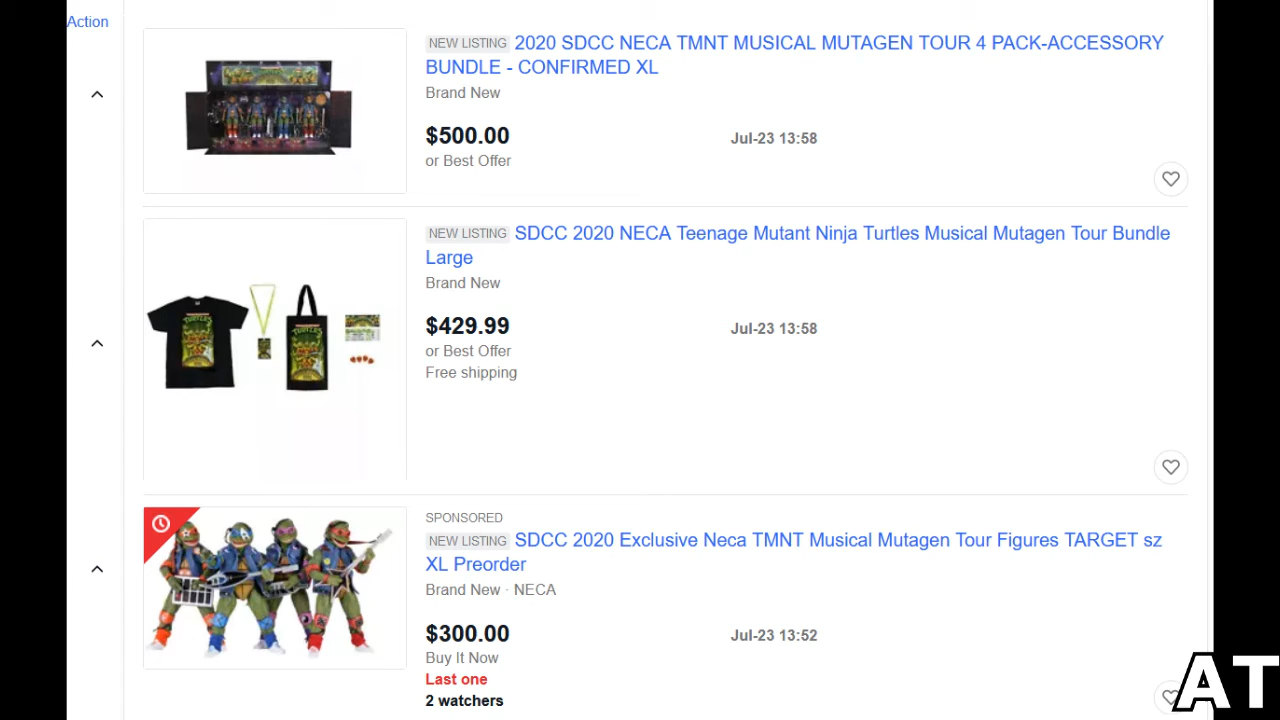 Action
NEW LISTING 2020 SDCC NECA TMNT MUSICAL MUTAGEN TOUR 4 PACK-ACCESSORY
BUNDLE - CONFIRMED XL
Brand New
$500.00 Jul-23 13:58
or Best Offer
NEW LISTING SDCC 2020 NECA Teenage Mutant Ninja Turtles Musical Mutagen Tour Bundle
Large
Brand New
$429.99 Jul-23 13:58
or Best Offer
Free shipping
TURTLES
TURTLES
SPONSORED
NEW LISTING SDCC 2020 Exclusive Neca TMNT Musical Mutagen Tour Figures TARGET sz
XL Preorder
Brand New · NECA
$300.00 Jul-23 13:52
Buy It Now
Last one
2 watchers
AT